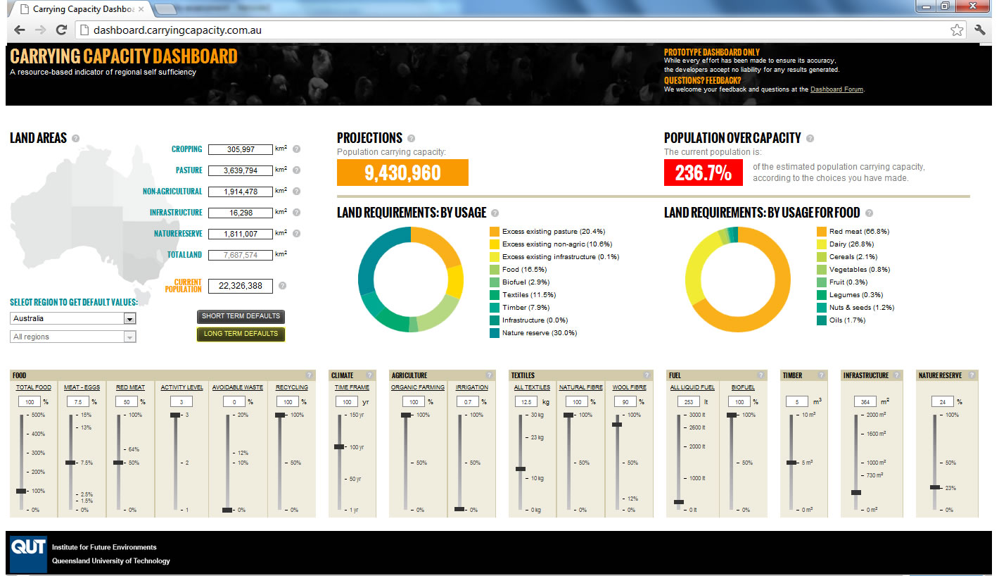 Carrying Capacity Dashbo
dashboard.carryingcapacity.com.au
CARRYING CAPACITY DASHBOARD
A resource-based indicator of regional self sufficiency
PROTOTYPE DASHBOARD ONLY
While every effort has been made to ensure its accuracy,
the developers accept no liability for any results generated.
QUESTIONS? FEEDBACK?
We welcome your feedback and questions at the Dashboard Forum.
LAND AREAS ?
CROPPING 305,997 km² ?
PASTURE 3,639,794 km² ?
NON-AGRICULTURAL 1,914,478 km² ?
INFRASTRUCTURE 16,298 km² ?
NATURE RESERVE 1,811,007 km² ?
TOTAL LAND 7,687,574 km²
CURRENT
POPULATION 22,326,388 ?
SELECT REGION TO GET DEFAULT VALUES:
Australia
All regions
SHORT TERM DEFAULTS
LONG TERM DEFAULTS
PROJECTIONS ?
Population carrying capacity:
9,430,960
POPULATION OVER CAPACITY ?
The current population is:
236.7%
of the estimated population carrying capacity,
according to the choices you have made.
LAND REQUIREMENTS: BY USAGE ?
Excess existing pasture (20.4%)
Excess existing non-agric (10.6%)
Excess existing infrastructure (0.1%)
Food (16.5%)
Biofuel (2.9%)
Textiles (11.5%)
Timber (7.9%)
Infrastructure (0.0%)
Nature reserve (30.0%)
LAND REQUIREMENTS: BY USAGE FOR FOOD ?
Red meat (66.8%)
Dairy (26.8%)
Cereals (2.1%)
Vegetables (0.8%)
Fruit (0.3%)
Legumes (0.3%)
Nuts & seeds (1.2%)
Oils (1.7%)
FOOD ?
TOTAL FOOD
100 %
500%
400%
300%
200%
100%
0%
MEAT - EGGS
7.5 %
15%
13%
7.5%
2.5%
1.5%
0%
RED MEAT
50 %
100%
64%
50%
0%
ACTIVITY LEVEL
3
3
2
1
AVOIDABLE WASTE
0 %
20%
12%
10%
0%
RECYCLING
100 %
100%
50%
0%
CLIMATE ?
TIME FRAME
100 yr
150 yr
100 yr
50 yr
1 yr
AGRICULTURE ?
ORGANIC FARMING
100 %
100%
50%
0%
IRRIGATION
0.7 %
100%
50%
0%
TEXTILES ?
ALL TEXTILES
12.5 kg
30 kg
23 kg
10 kg
0 kg
NATURAL FIBRE
100 %
100%
50%
0%
WOOL FIBRE
90 %
100%
50%
12%
0%
FUEL ?
ALL LIQUID FUEL
253 lt
3000 lt
2600 lt
2000 lt
1000 lt
0 lt
BIOFUEL
100 %
100%
50%
0%
TIMBER ?
5 m³
10 m³
5 m³
0 m³
INFRASTRUCTURE ?
364 m²
2000 m²
1600 m²
1000 m²
730 m²
0 m²
NATURE RESERVE ?
24 %
100%
50%
23%
0%
QUT
Institute for Future Environments
Queensland University of Technology